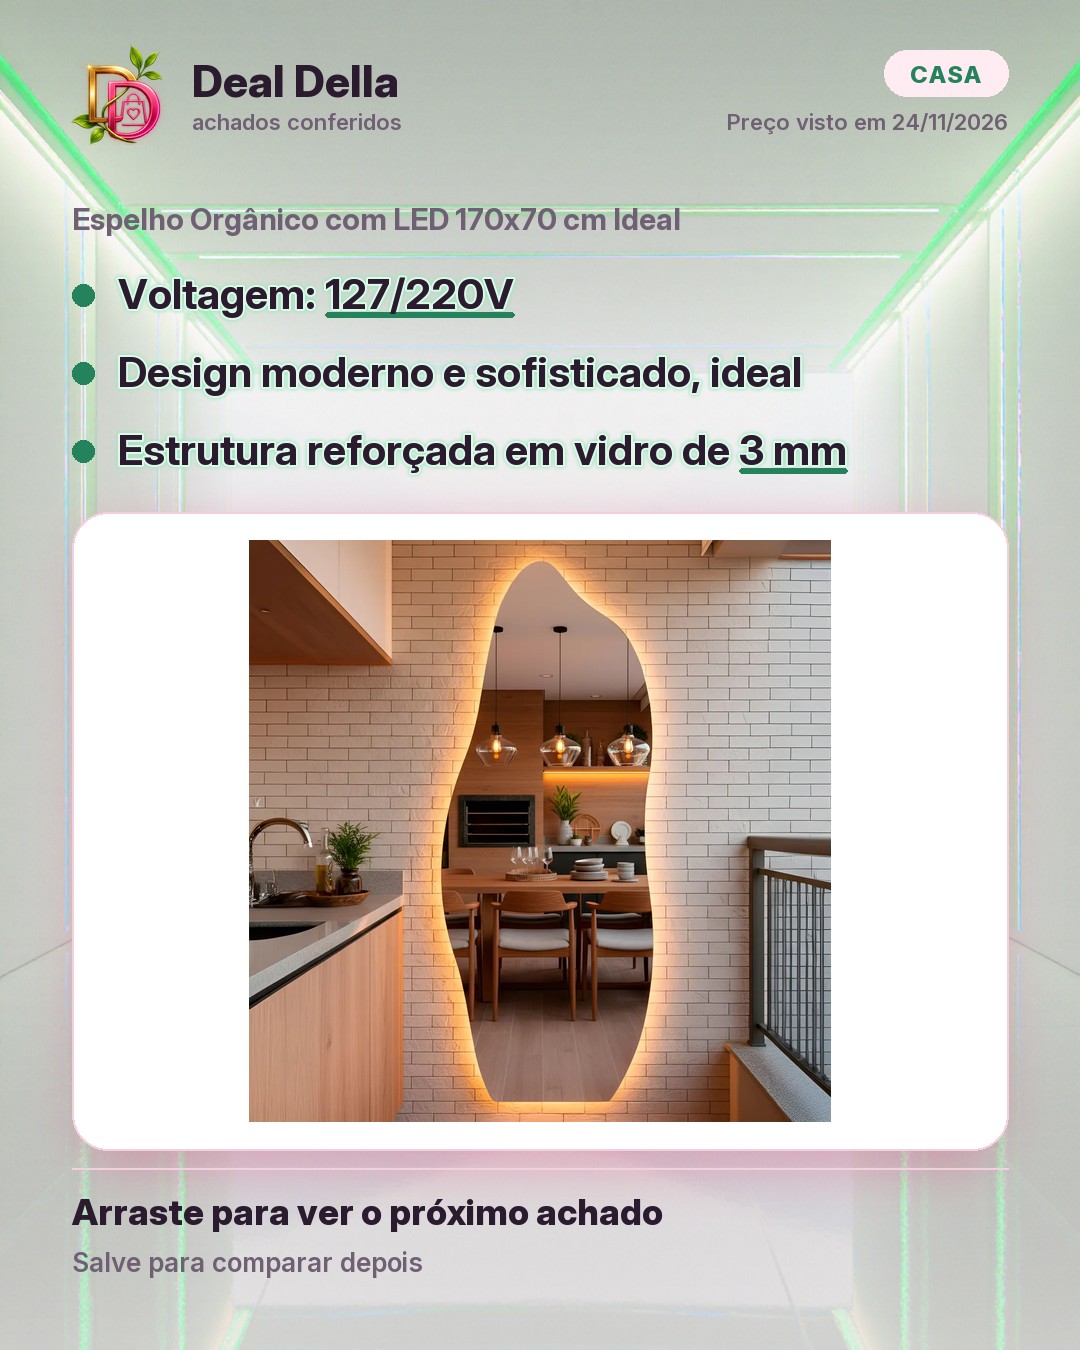 Deal Della
achados conferidos
CASA
Preço visto em 24/11/2026
Espelho Orgânico com LED 170x70 cm Ideal
Voltagem: 127/220V
Design moderno e sofisticado, ideal
Estrutura reforçada em vidro de 3 mm
Arraste para ver o próximo achado
Salve para comparar depois